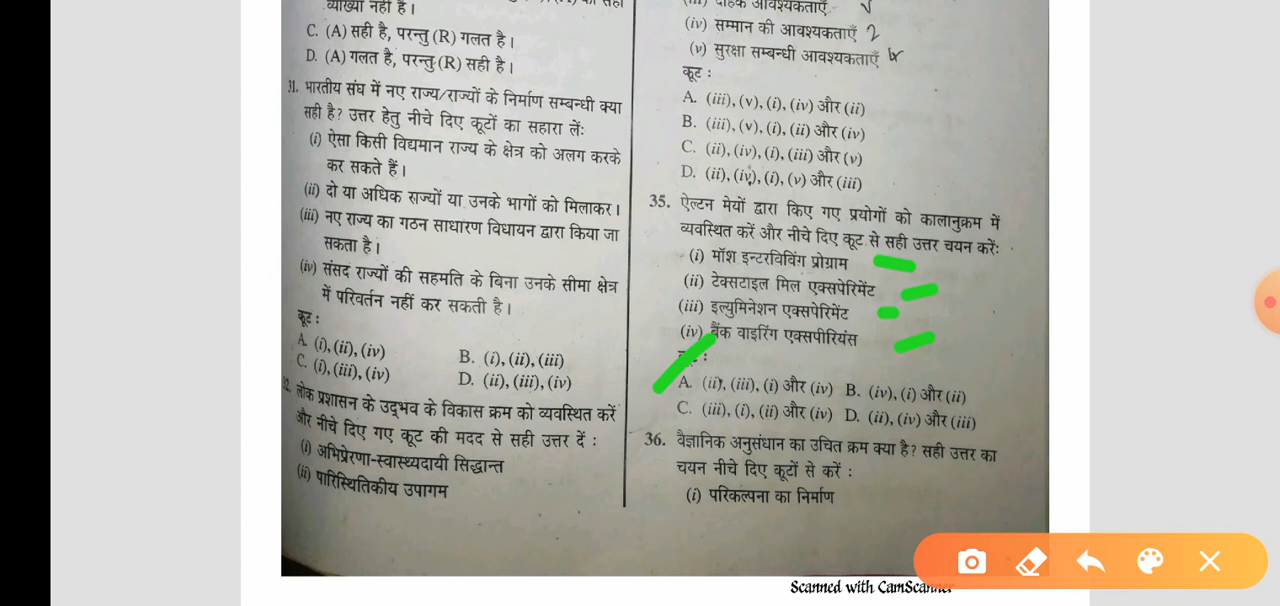 व्याख्या नहीं है।
C. (A) सही है, परन्तु (R) गलत है।
D. (A) गलत है, परन्तु (R) सही है।
31. भारतीय संघ में नए राज्य/राज्यों के निर्माण सम्बन्धी क्या
सही है? उत्तर हेतु नीचे दिए कूटों का सहारा लें:
(i) ऐसा किसी विद्यमान राज्य के क्षेत्र को अलग करके
कर सकते हैं।
(ii) दो या अधिक राज्यों या उनके भागों को मिलाकर।
(iii) नए राज्य का गठन साधारण विधायन द्वारा किया जा
सकता है।
(iv) संसद राज्यों की सहमति के बिना उनके सीमा क्षेत्र
में परिवर्तन नहीं कर सकती है।
कूट :
A. (i), (ii), (iv) B. (i), (ii), (iii)
C. (i), (iii), (iv) D. (ii), (iii), (iv)
32. लोक प्रशासन के उद्भव के विकास क्रम को व्यवस्थित करें
और नीचे दिए गए कूट की मदद से सही उत्तर दें :
(i) अभिप्रेरणा-स्वास्थ्यदायी सिद्धान्त
(ii) पारिस्थितिकीय उपागम
(iii) दैहिक आवश्यकताएँ
(iv) सम्मान की आवश्यकताएँ 2
(v) सुरक्षा सम्बन्धी आवश्यकताएँ
कूट :
A. (iii), (v), (i), (iv) और (ii)
B. (iii), (v), (i), (ii) और (iv)
C. (ii), (iv), (i), (iii) और (v)
D. (ii), (iv), (i), (v) और (iii)
35. ऐल्टन मेयों द्वारा किए गए प्रयोगों को कालानुक्रम में
व्यवस्थित करें और नीचे दिए कूट से सही उत्तर चयन करें:
(i) मॉश इन्टरविविंग प्रोग्राम
(ii) टेक्सटाइल मिल एक्सपेरिमेंट
(iii) इल्युमिनेशन एक्सपेरिमेंट
(iv) बैंक वाइरिंग एक्सपीरियंस
A. (ii), (iii), (i) और (iv) B. (iv), (i) और (ii)
C. (iii), (i), (ii) और (iv) D. (ii), (iv) और (iii)
36. वैज्ञानिक अनुसंधान का उचित क्रम क्या है? सही उत्तर का
चयन नीचे दिए कूटों से करें :
(i) परिकल्पना का निर्माण
Scanned with CamScanner